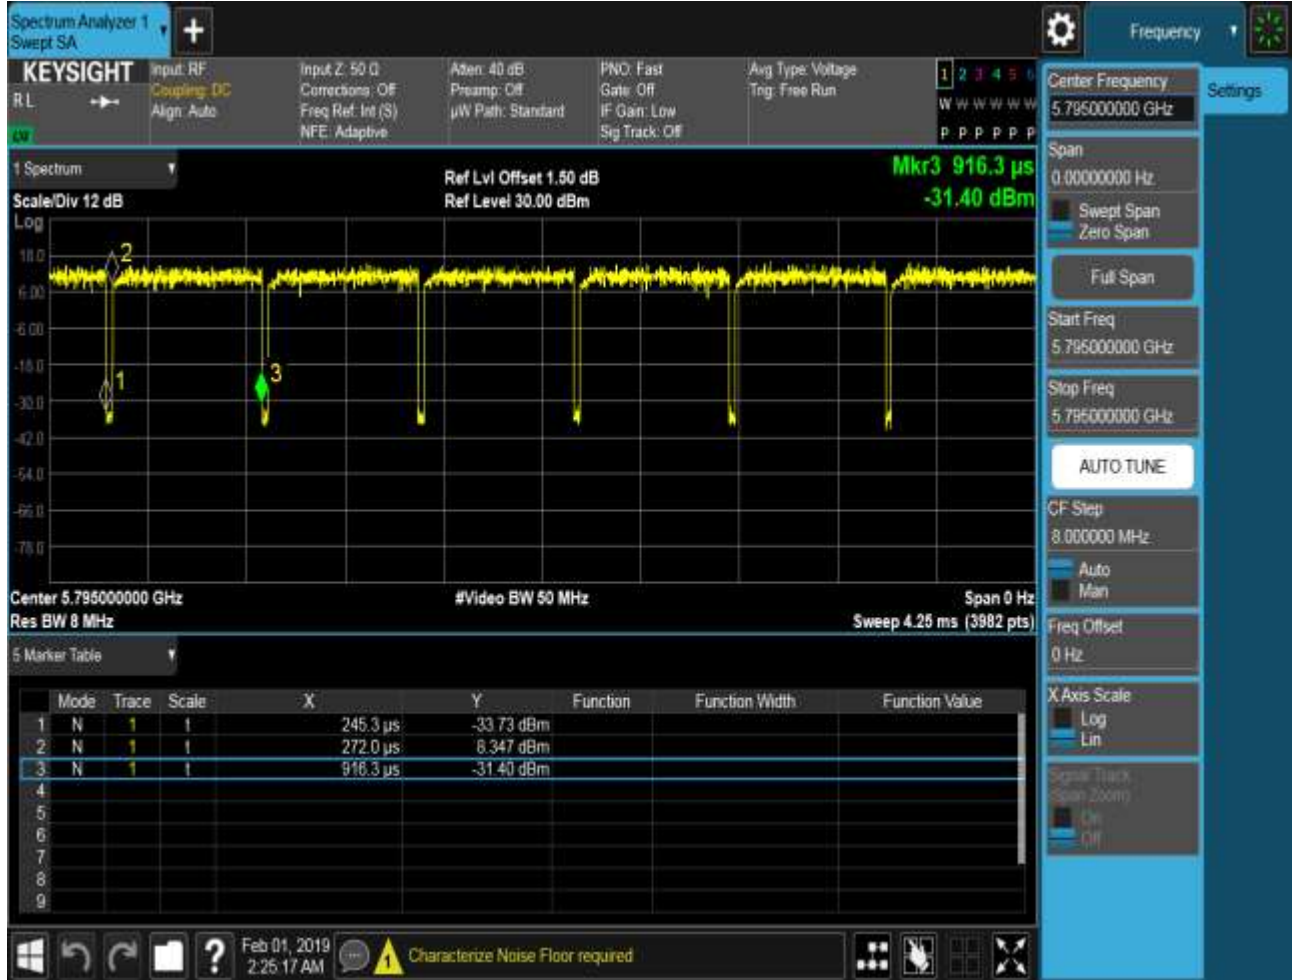 Spectrum Analyzer 1
Swept SA
Frequency
KEYSIGHT
RL
Input: RF
Coupling: DC
Align: Auto
Input Z: 50 Ω
Corrections: Off
Freq Ref: Int (S)
NFE: Adaptive
Atten: 40 dB
Preamp: Off
µW Path: Standard
PNO: Fast
Gate: Off
IF Gain: Low
Sig Track: Off
Avg Type: Voltage
Trig: Free Run
1 2 3 4 5 6
W W W W W W
P P P P P P
Settings
1 Spectrum
Scale/Div 12 dB
Log
Ref Lvl Offset 1.50 dB
Ref Level 30.00 dBm
Mkr3 916.3 µs
-31.40 dBm
18.0
6.00
-6.00
-18.0
-30.0
-42.0
-54.0
-66.0
-78.0
2
1
3
Center 5.795000000 GHz
Res BW 8 MHz
#Video BW 50 MHz
Span 0 Hz
Sweep 4.25 ms (3982 pts)
5 Marker Table
Mode Trace Scale X Y Function Function Width Function Value
1 N 1 t 245.3 µs -33.73 dBm
2 N 1 t 272.0 µs 8.347 dBm
3 N 1 t 916.3 µs -31.40 dBm
4
5
6
7
8
9
Center Frequency
5.795000000 GHz
Span
0.00000000 Hz
Swept Span
Zero Span
Full Span
Start Freq
5.795000000 GHz
Stop Freq
5.795000000 GHz
AUTO TUNE
CF Step
8.000000 MHz
Auto
Man
Freq Offset
0 Hz
X Axis Scale
Log
Lin
Signal Track
(Span Zoom)
On
Off
?
Feb 01, 2019
2:25:17 AM
1
Characterize Noise Floor required